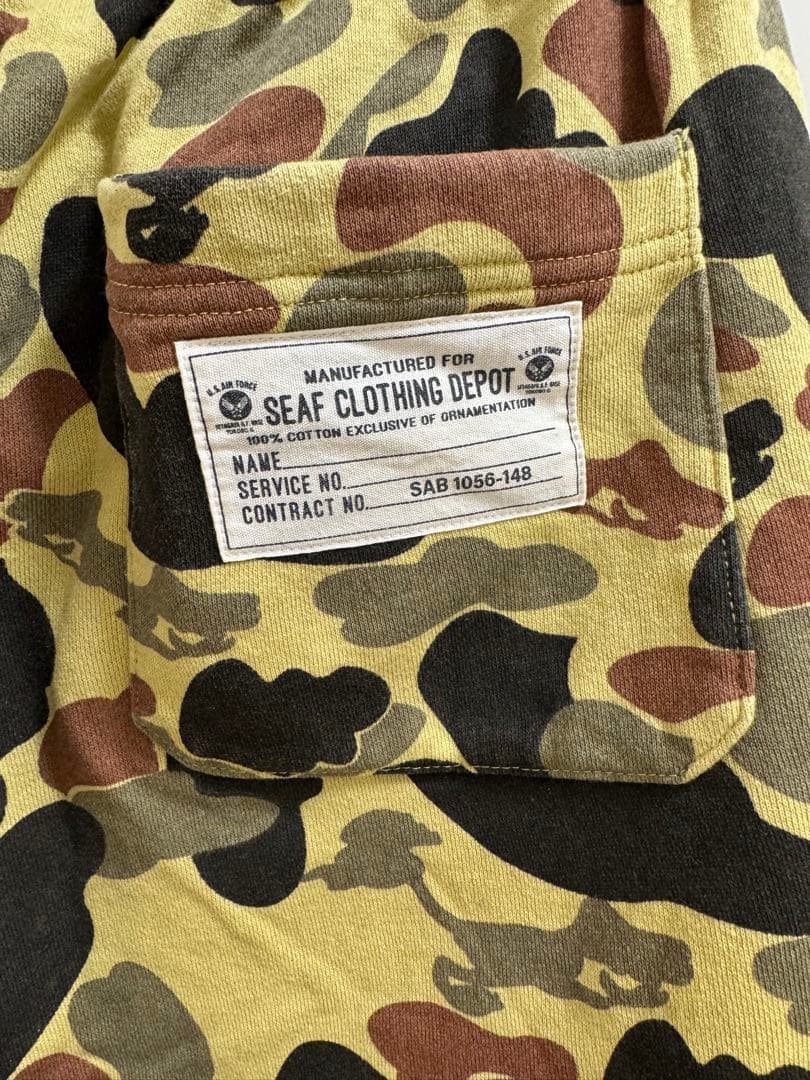 MANUFACTURED FOR
U.S. AIR FORCE
SEAF CLOTHING DEPOT
U.S. AIR FORCE
100% COTTON EXCLUSIVE OF ORNAMENTATION
NAME
SERVICE NO.
CONTRACT NO. SAB 1056-148